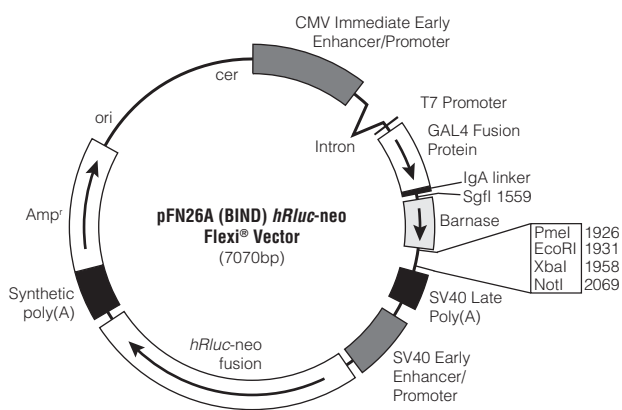 CMV Immediate Early
Enhancer/Promoter
cer
T7 Promoter
ori
GAL4 Fusion
Protein
Intron
IgA linker
SgfI 1559
Ampʳ
pFN26A (BIND) hRluc-neo
Flexi® Vector
(7070bp)
Barnase
PmeI 1926
EcoRI 1931
XbaI 1958
NotI 2069
Synthetic
poly(A)
SV40 Late
Poly(A)
hRluc-neo
fusion
SV40 Early
Enhancer/
Promoter